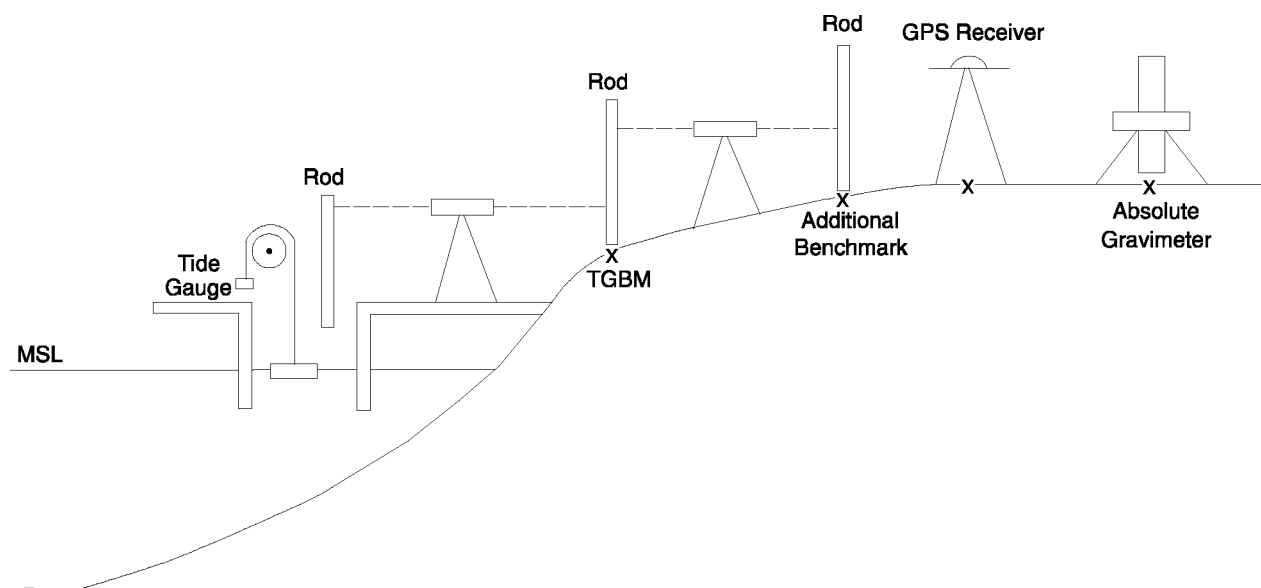 Rod
GPS Receiver
Rod
Rod
Tide
Gauge
MSL
X
TGBM
X
Additional
Benchmark
X
X
Absolute
Gravimeter